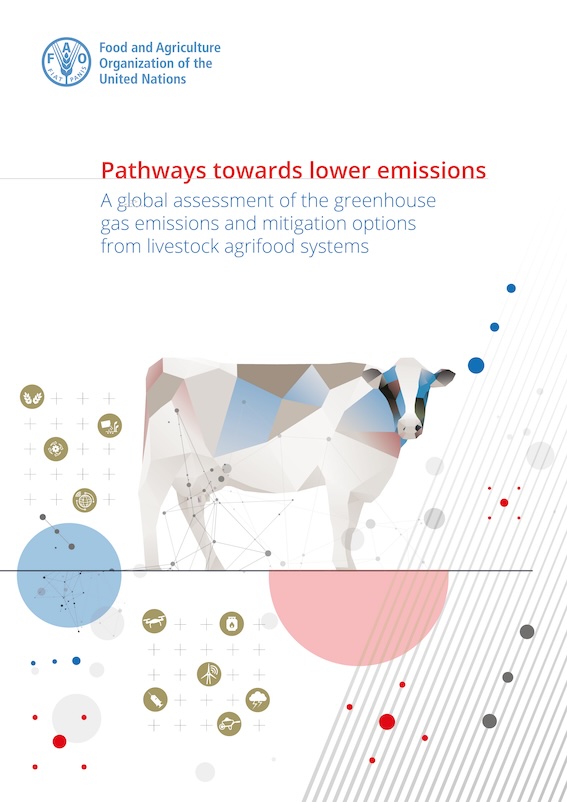 FAO
FIAT PANIS
Food and Agriculture
Organization of the
United Nations
Pathways towards lower emissions
A global assessment of the greenhouse
gas emissions and mitigation options
from livestock agrifood systems